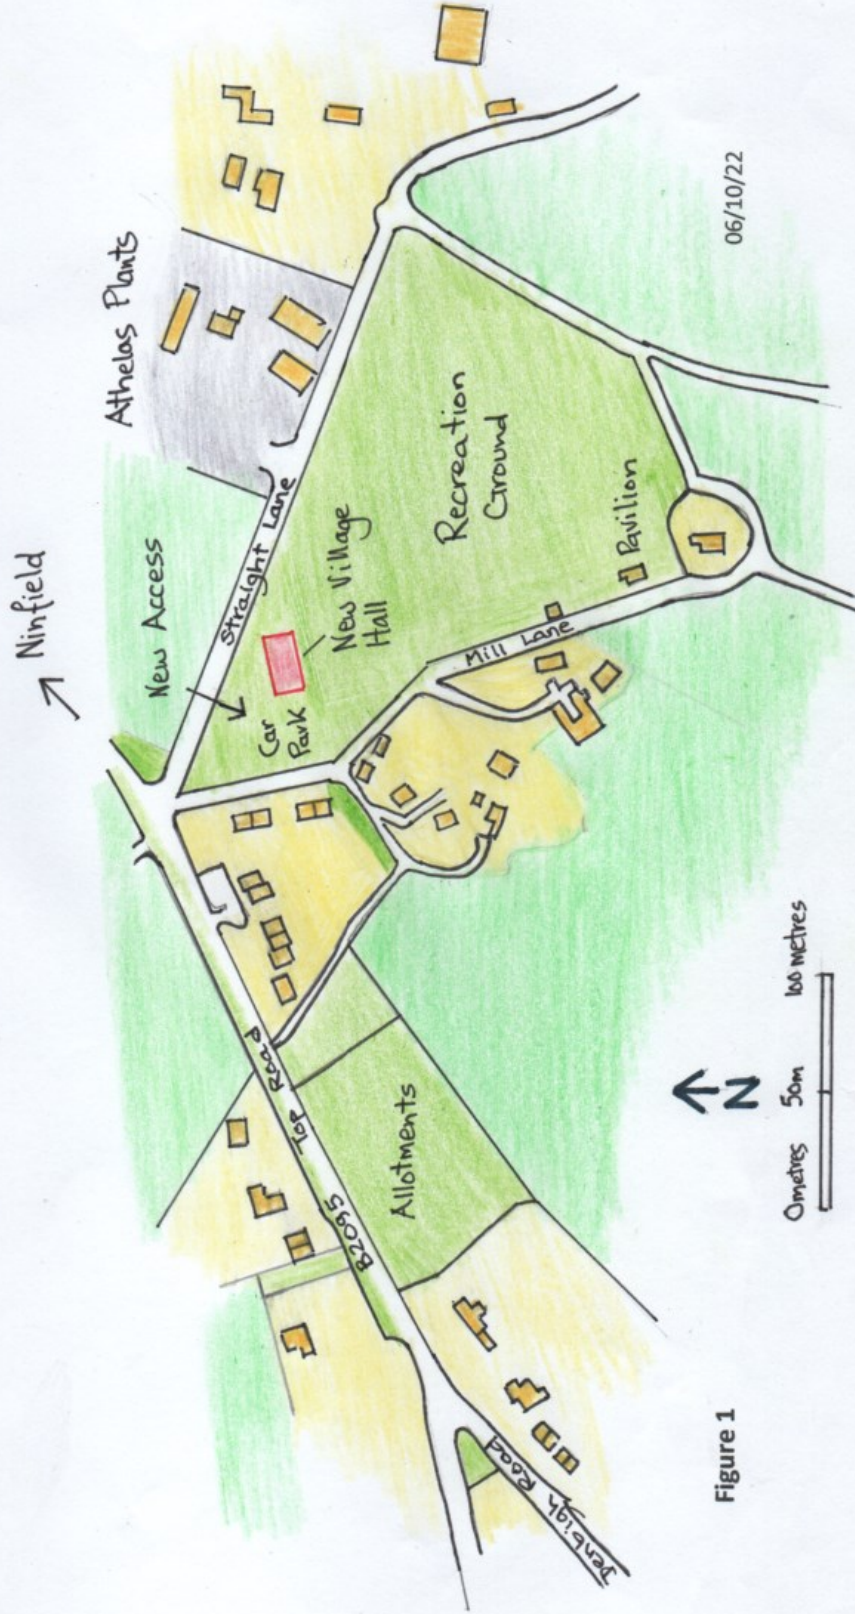 Ninfield
Athelas Plants
New Access
Straight Lane
New Village
Hall
Car
Park
Recreation
Ground
Pavilion
Mill Lane
Top Road
B2095
Allotments
Denbigh Road
N
0metres 50m 100 metres
Figure 1
06/10/22